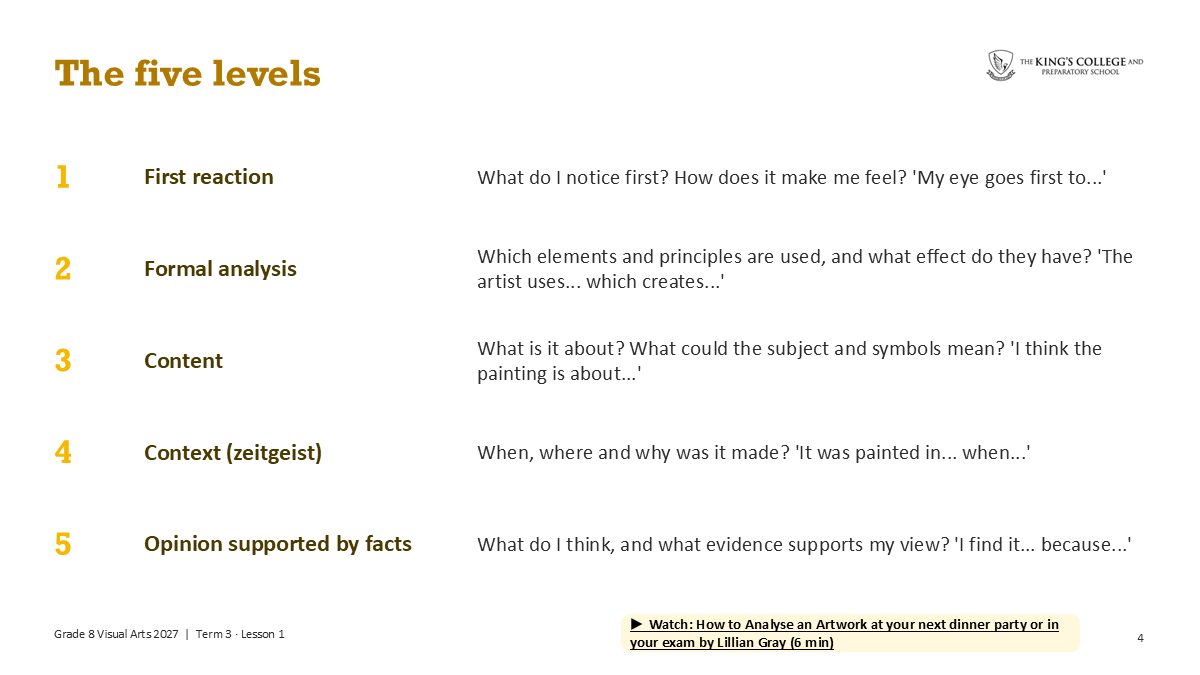 The five levels
THE KING'S COLLEGE AND
PREPARATORY SCHOOL
1
First reaction
What do I notice first? How does it make me feel? 'My eye goes first to...'
2
Formal analysis
Which elements and principles are used, and what effect do they have? 'The
artist uses... which creates...'
3
Content
What is it about? What could the subject and symbols mean? 'I think the
painting is about...'
4
Context (zeitgeist)
When, where and why was it made? 'It was painted in... when...'
5
Opinion supported by facts
What do I think, and what evidence supports my view? 'I find it... because...'
Grade 8 Visual Arts 2027 | Term 3 · Lesson 1
▶ Watch: How to Analyse an Artwork at your next dinner party or in
your exam by Lillian Gray (6 min)
4